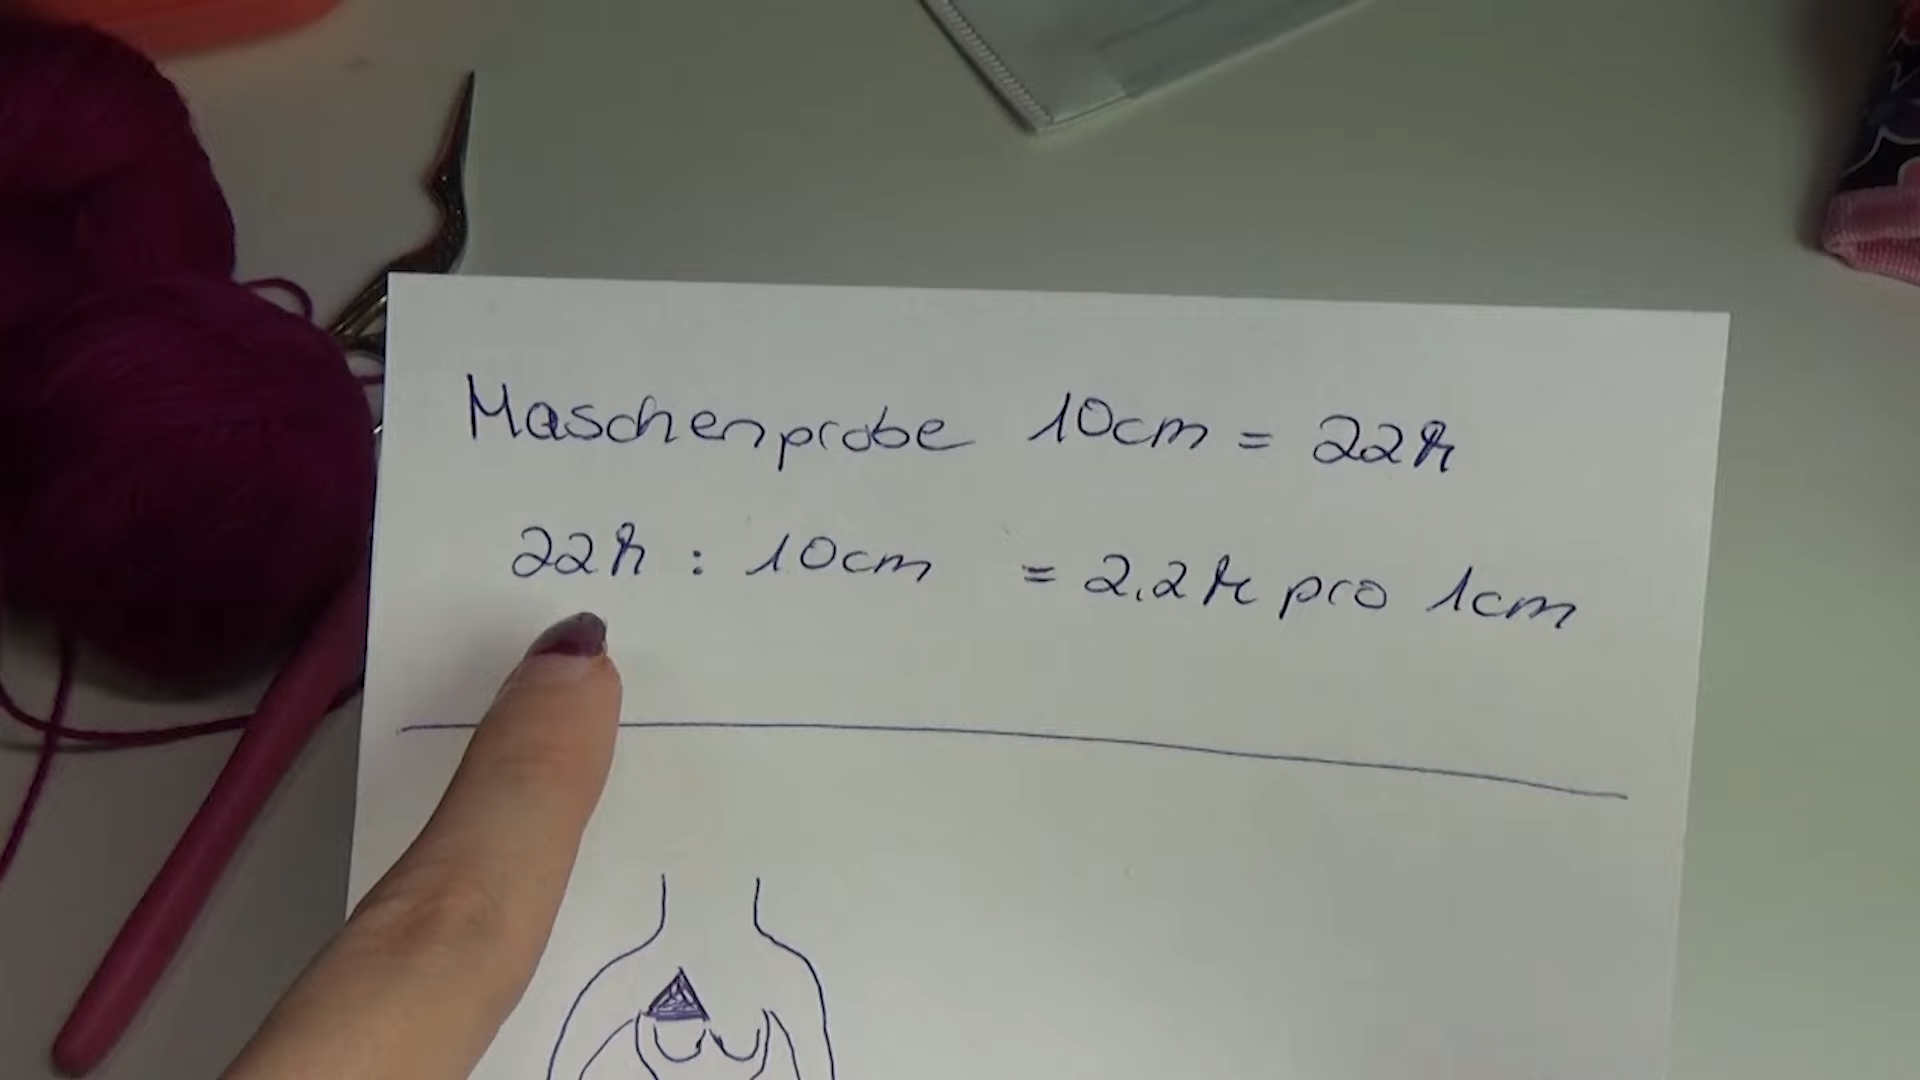 Maschenprobe 10cm = 22R
22R : 10cm = 2.2R pro 1cm